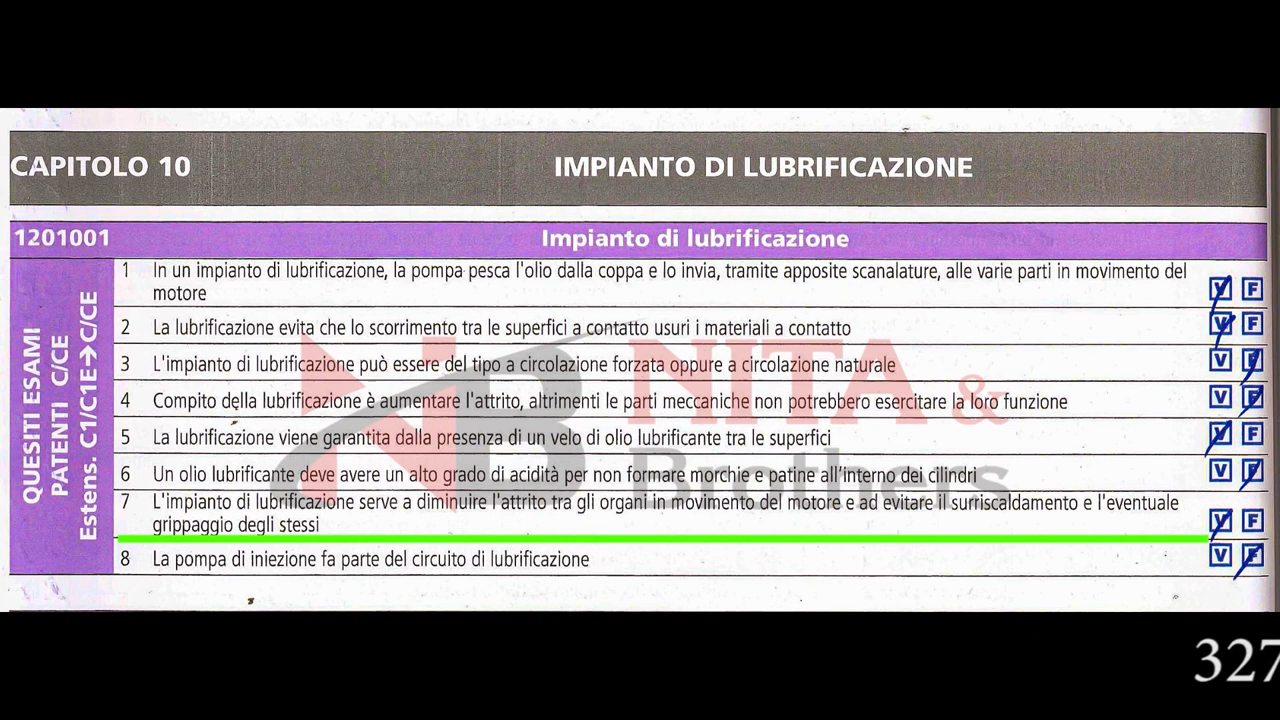 CAPITOLO 10 IMPIANTO DI LUBRIFICAZIONE
1201001 Impianto di lubrificazione
QUESITI ESAMI
PATENTI C/CE
Estens. C1/C1E→C/CE
1 In un impianto di lubrificazione, la pompa pesca l'olio dalla coppa e lo invia, tramite apposite scanalature, alle varie parti in movimento del
motore V F
2 La lubrificazione evita che lo scorrimento tra le superfici a contatto usuri i materiali a contatto V F
3 L'impianto di lubrificazione può essere del tipo a circolazione forzata oppure a circolazione naturale V F
4 Compito della lubrificazione è aumentare l'attrito, altrimenti le parti meccaniche non potrebbero esercitare la loro funzione V F
5 La lubrificazione viene garantita dalla presenza di un velo di olio lubrificante tra le superfici V F
6 Un olio lubrificante deve avere un alto grado di acidità per non formare morchie e patine all'interno dei cilindri V F
7 L'impianto di lubrificazione serve a diminuire l'attrito tra gli organi in movimento del motore e ad evitare il surriscaldamento e l'eventuale
grippaggio degli stessi V F
8 La pompa di iniezione fa parte del circuito di lubrificazione V F
NB NITA &
Brothers
327